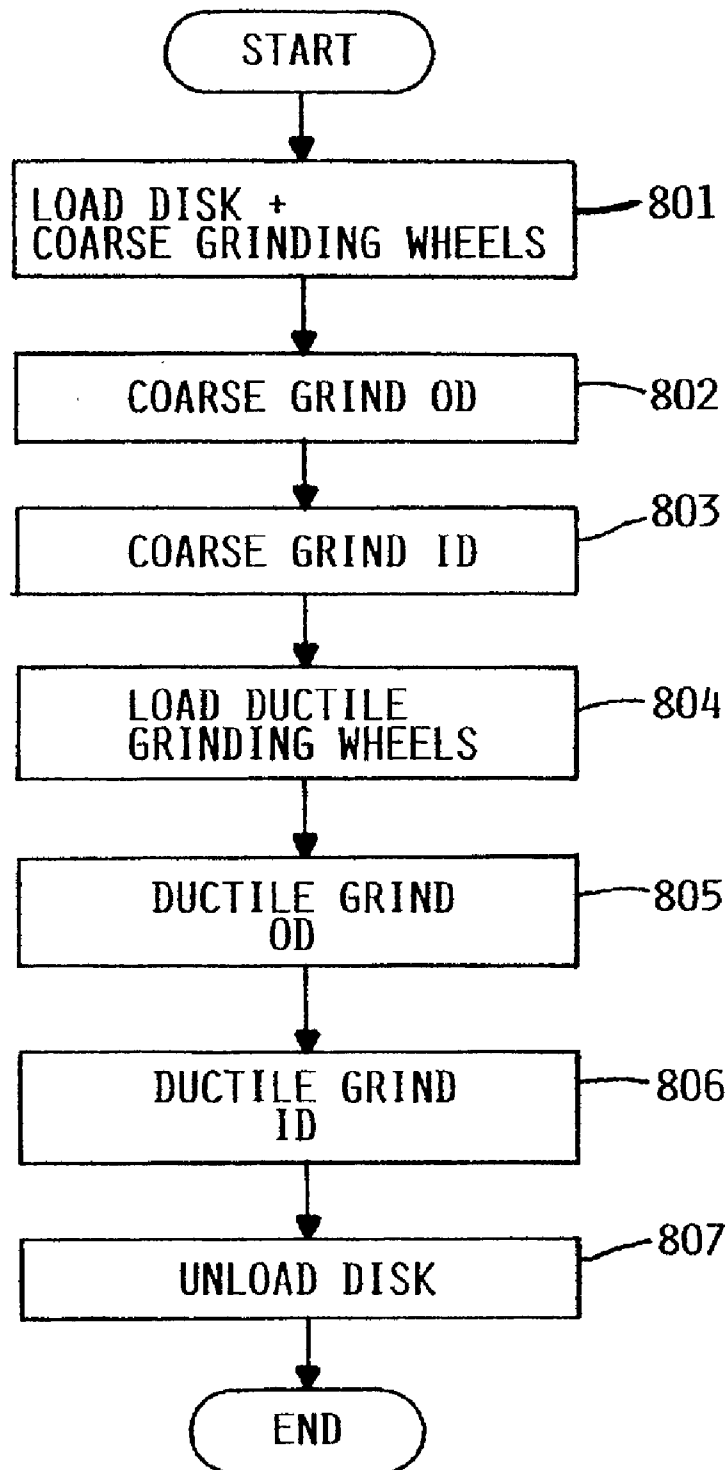 START
LOAD DISK +
COARSE GRINDING WHEELS
801
COARSE GRIND OD
802
COARSE GRIND ID
803
LOAD DUCTILE
GRINDING WHEELS
804
DUCTILE GRIND
OD
805
DUCTILE GRIND
ID
806
UNLOAD DISK
807
END